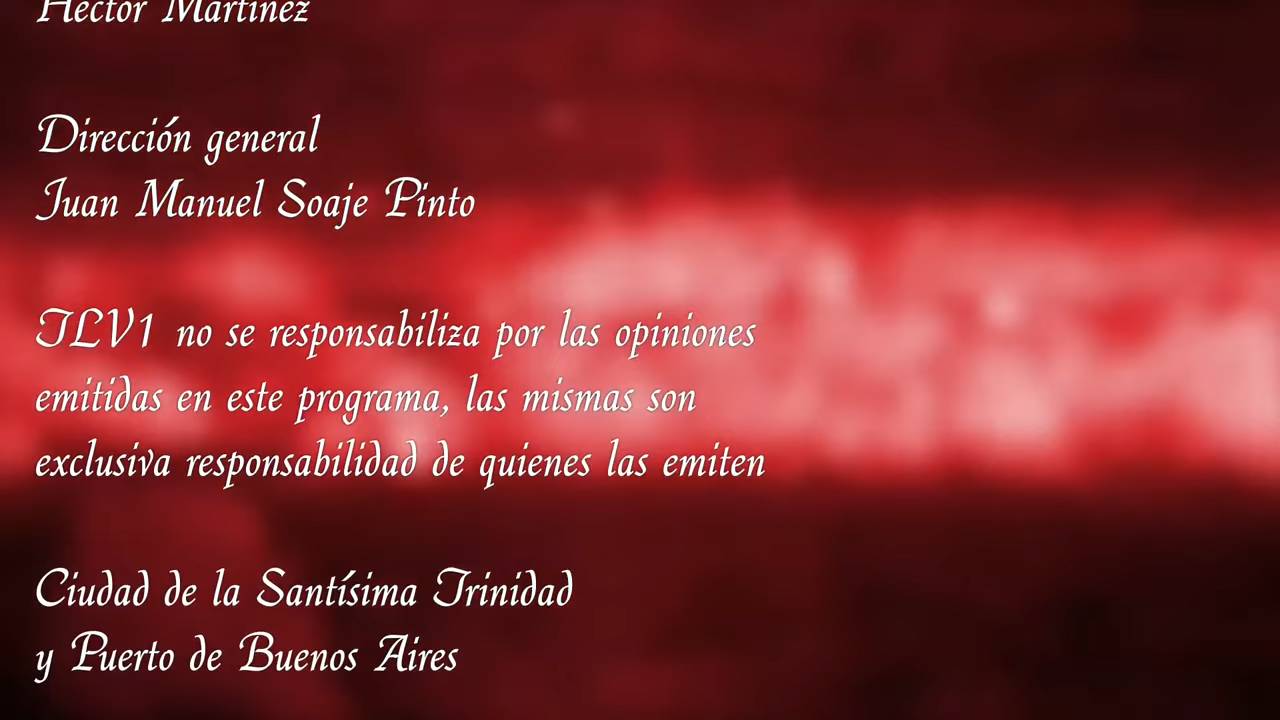 Héctor Martínez
Dirección general
Juan Manuel Soaje Pinto
TLV1 no se responsabiliza por las opiniones
emitidas en este programa, las mismas son
exclusiva responsabilidad de quienes las emiten
Ciudad de la Santísima Trinidad
y Puerto de Buenos Aires